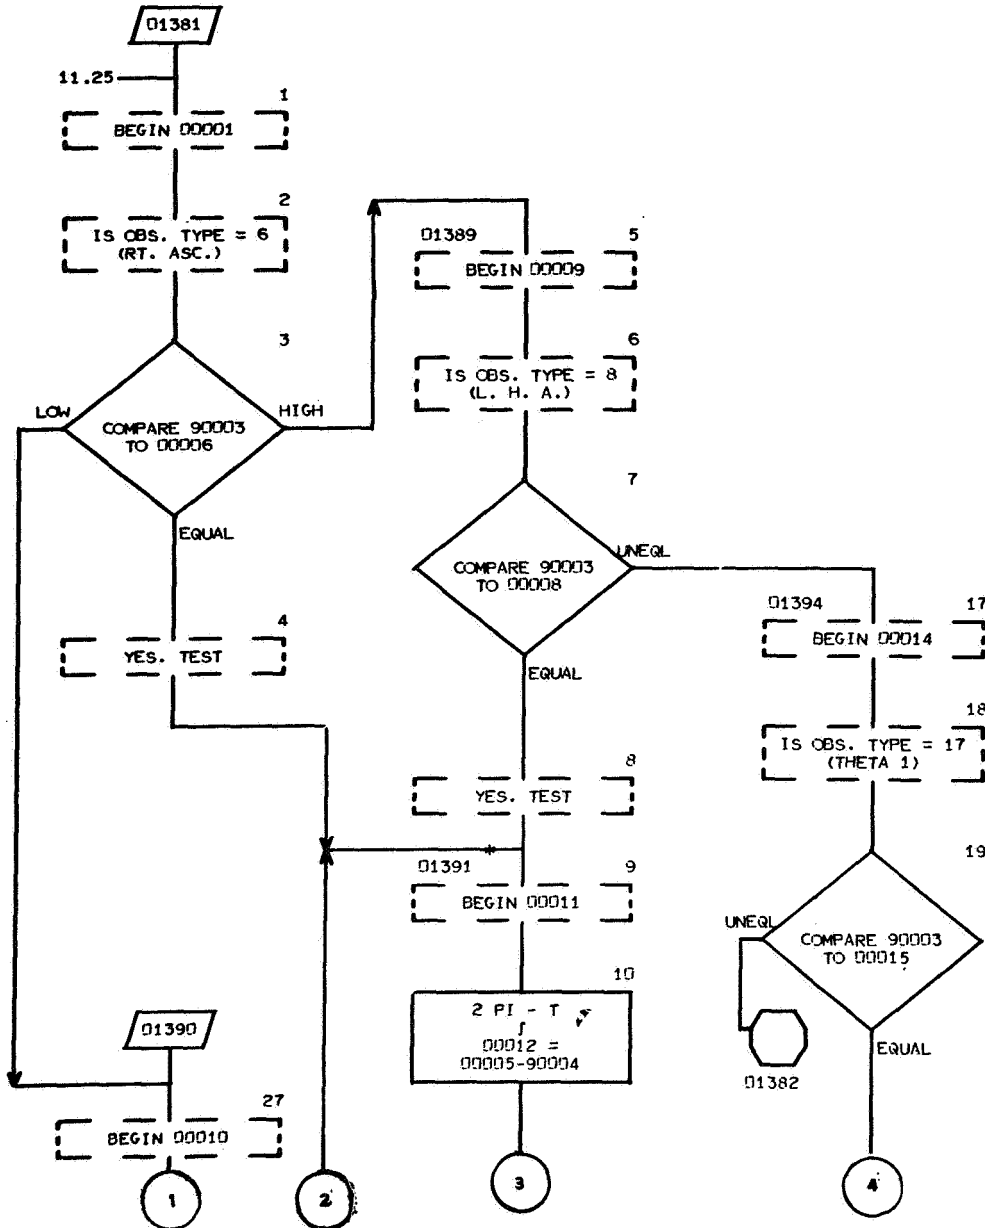 01381
11.25
1
BEGIN 00001
2
IS OBS. TYPE = 6
(RT. ASC.)
3
LOW
HIGH
COMPARE 90003
TO 00006
EQUAL
4
YES. TEST
01390
27
BEGIN 00010
1
2
01389
5
BEGIN 00009
6
IS OBS. TYPE = 8
(L. H. A.)
7
COMPARE 90003
TO 00008
UNEQL
EQUAL
8
YES. TEST
*
01391
9
BEGIN 00011
10
2 PI - T
00012 =
00005-90004
3
01394
17
BEGIN 00014
18
IS OBS. TYPE = 17
(THETA 1)
19
UNEQL
COMPARE 90003
TO 00015
EQUAL
01382
4